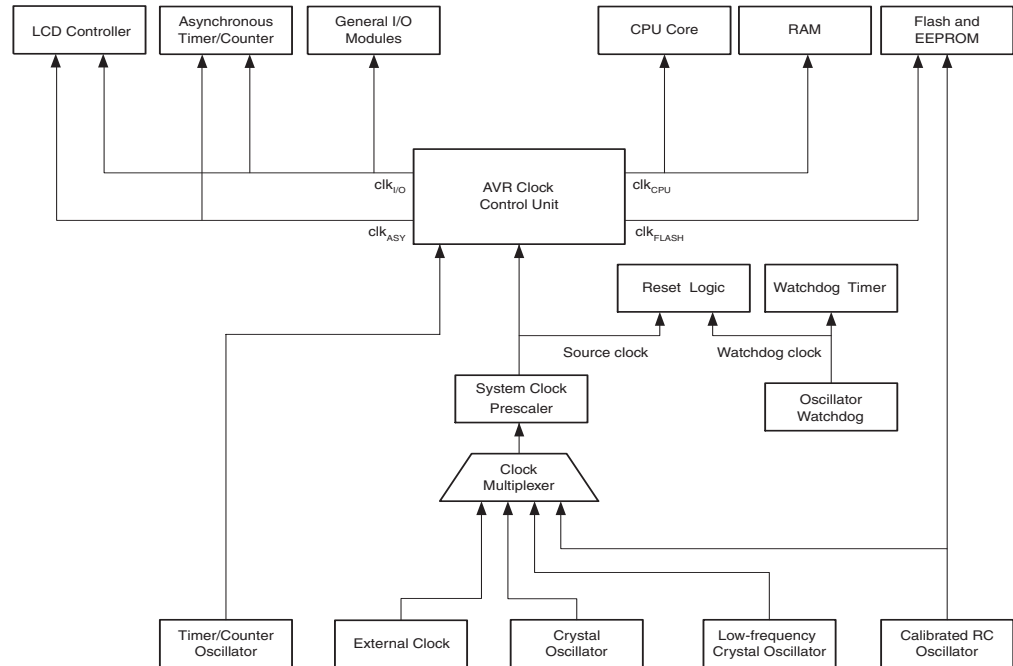 LCD Controller
Asynchronous
Timer/Counter
General I/O
Modules
CPU Core
RAM
Flash and
EEPROM
clkI/O
AVR Clock
Control Unit
clkCPU
clkASY
clkFLASH
Reset Logic
Watchdog Timer
Source clock
Watchdog clock
System Clock
Prescaler
Oscillator
Watchdog
Clock
Multiplexer
Timer/Counter
Oscillator
External Clock
Crystal
Oscillator
Low-frequency
Crystal Oscillator
Calibrated RC
Oscillator